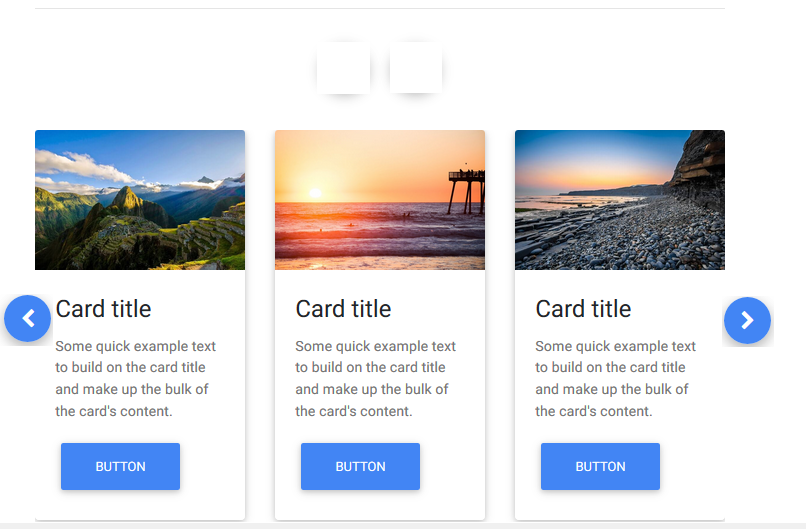 Card title
Some quick example text
to build on the card title
and make up the bulk of
the card's content.
BUTTON
Card title
Some quick example text
to build on the card title
and make up the bulk of
the card's content.
BUTTON
Card title
Some quick example text
to build on the card title
and make up the bulk of
the card's content.
BUTTON